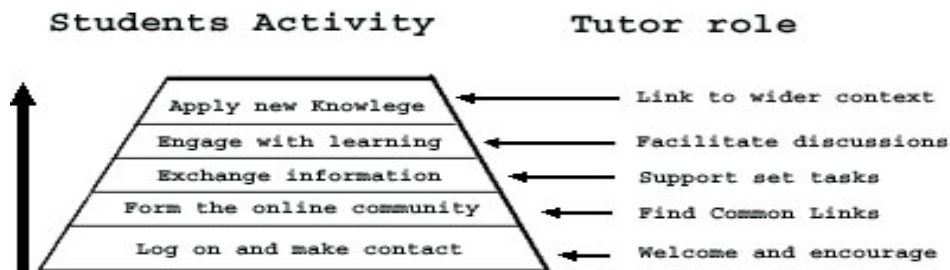 Students Activity Tutor role
Apply new Knowlege Link to wider context
Engage with learning Facilitate discussions
Exchange information Support set tasks
Form the online community Find Common Links
Log on and make contact Welcome and encourage